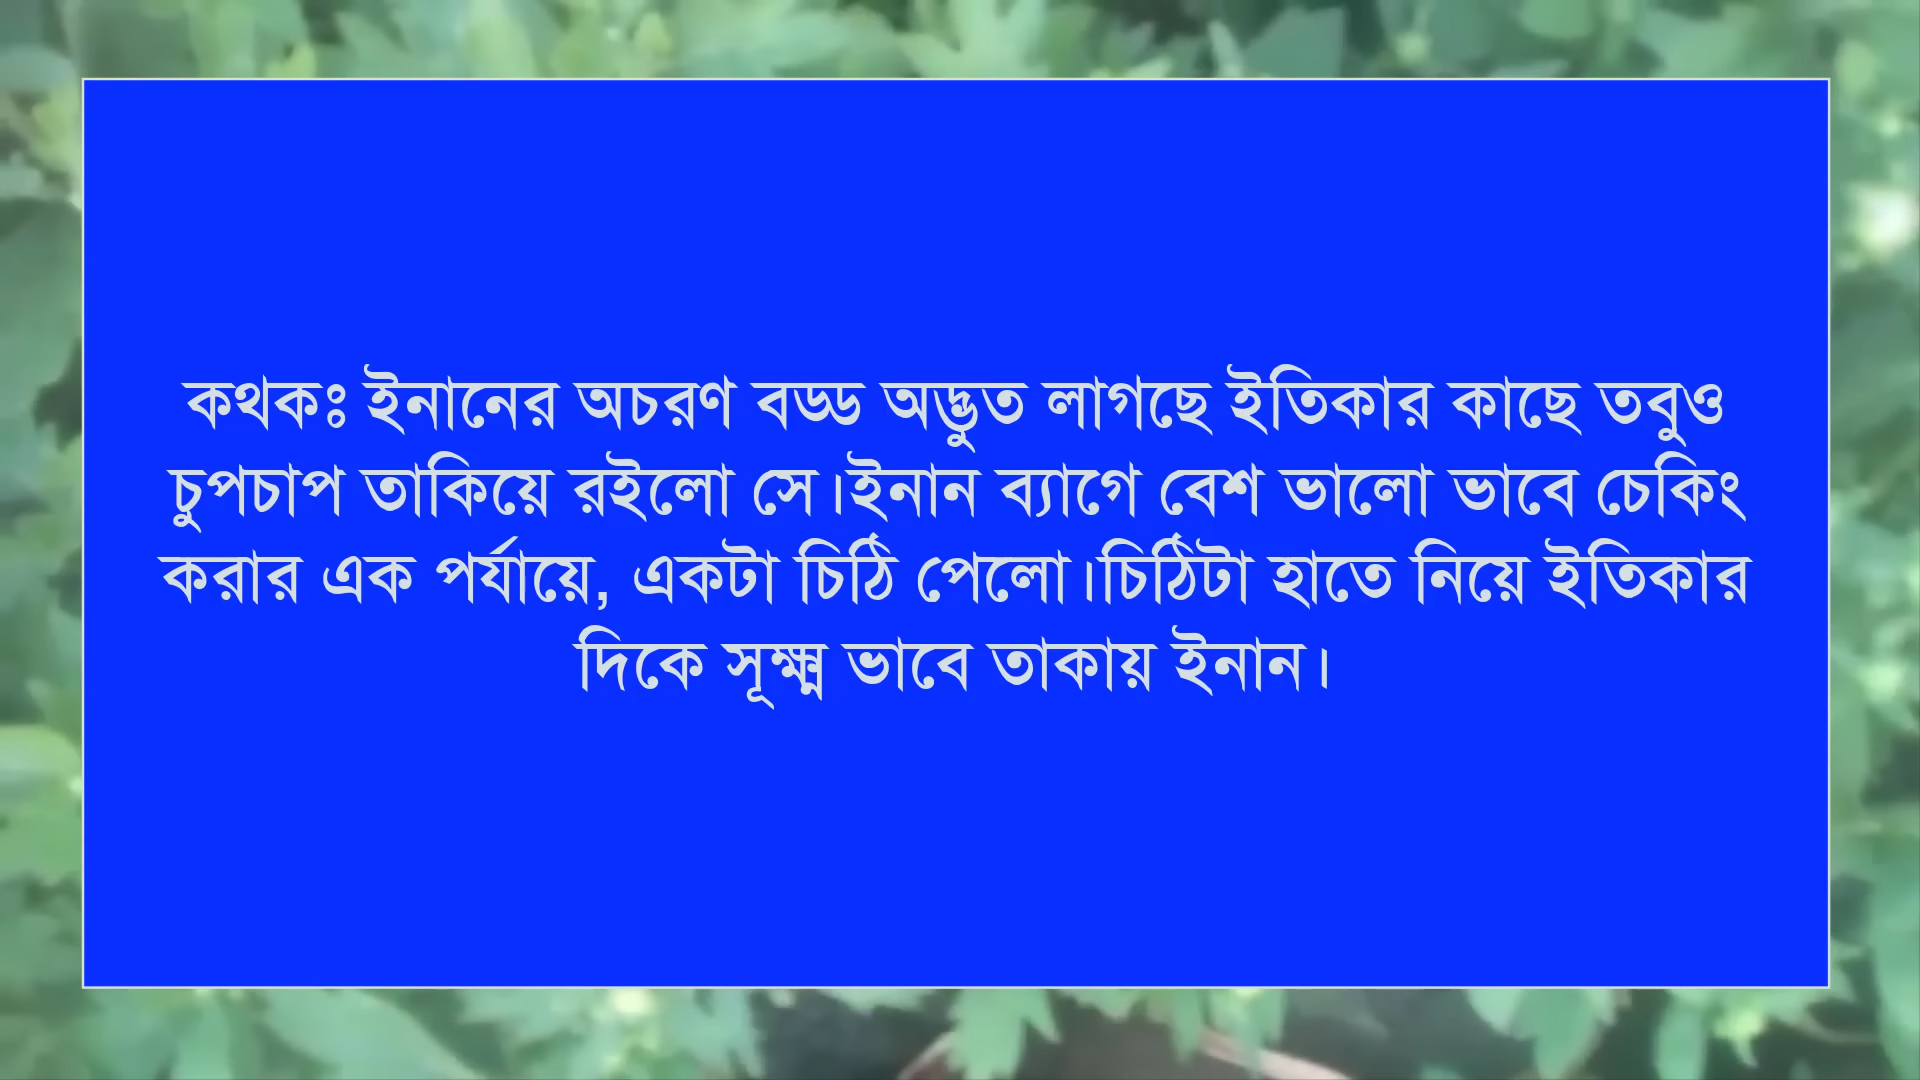 কথকঃ ইনানের অচরণ বড্ড অদ্ভুত লাগছে ইতিকার কাছে তবুও
চুপচাপ তাকিয়ে রইলো সে।ইনান ব্যাগে বেশ ভালো ভাবে চেকিং
করার এক পর্যায়ে, একটা চিঠি পেলো।চিঠিটা হাতে নিয়ে ইতিকার
দিকে সূক্ষ্ম ভাবে তাকায় ইনান।